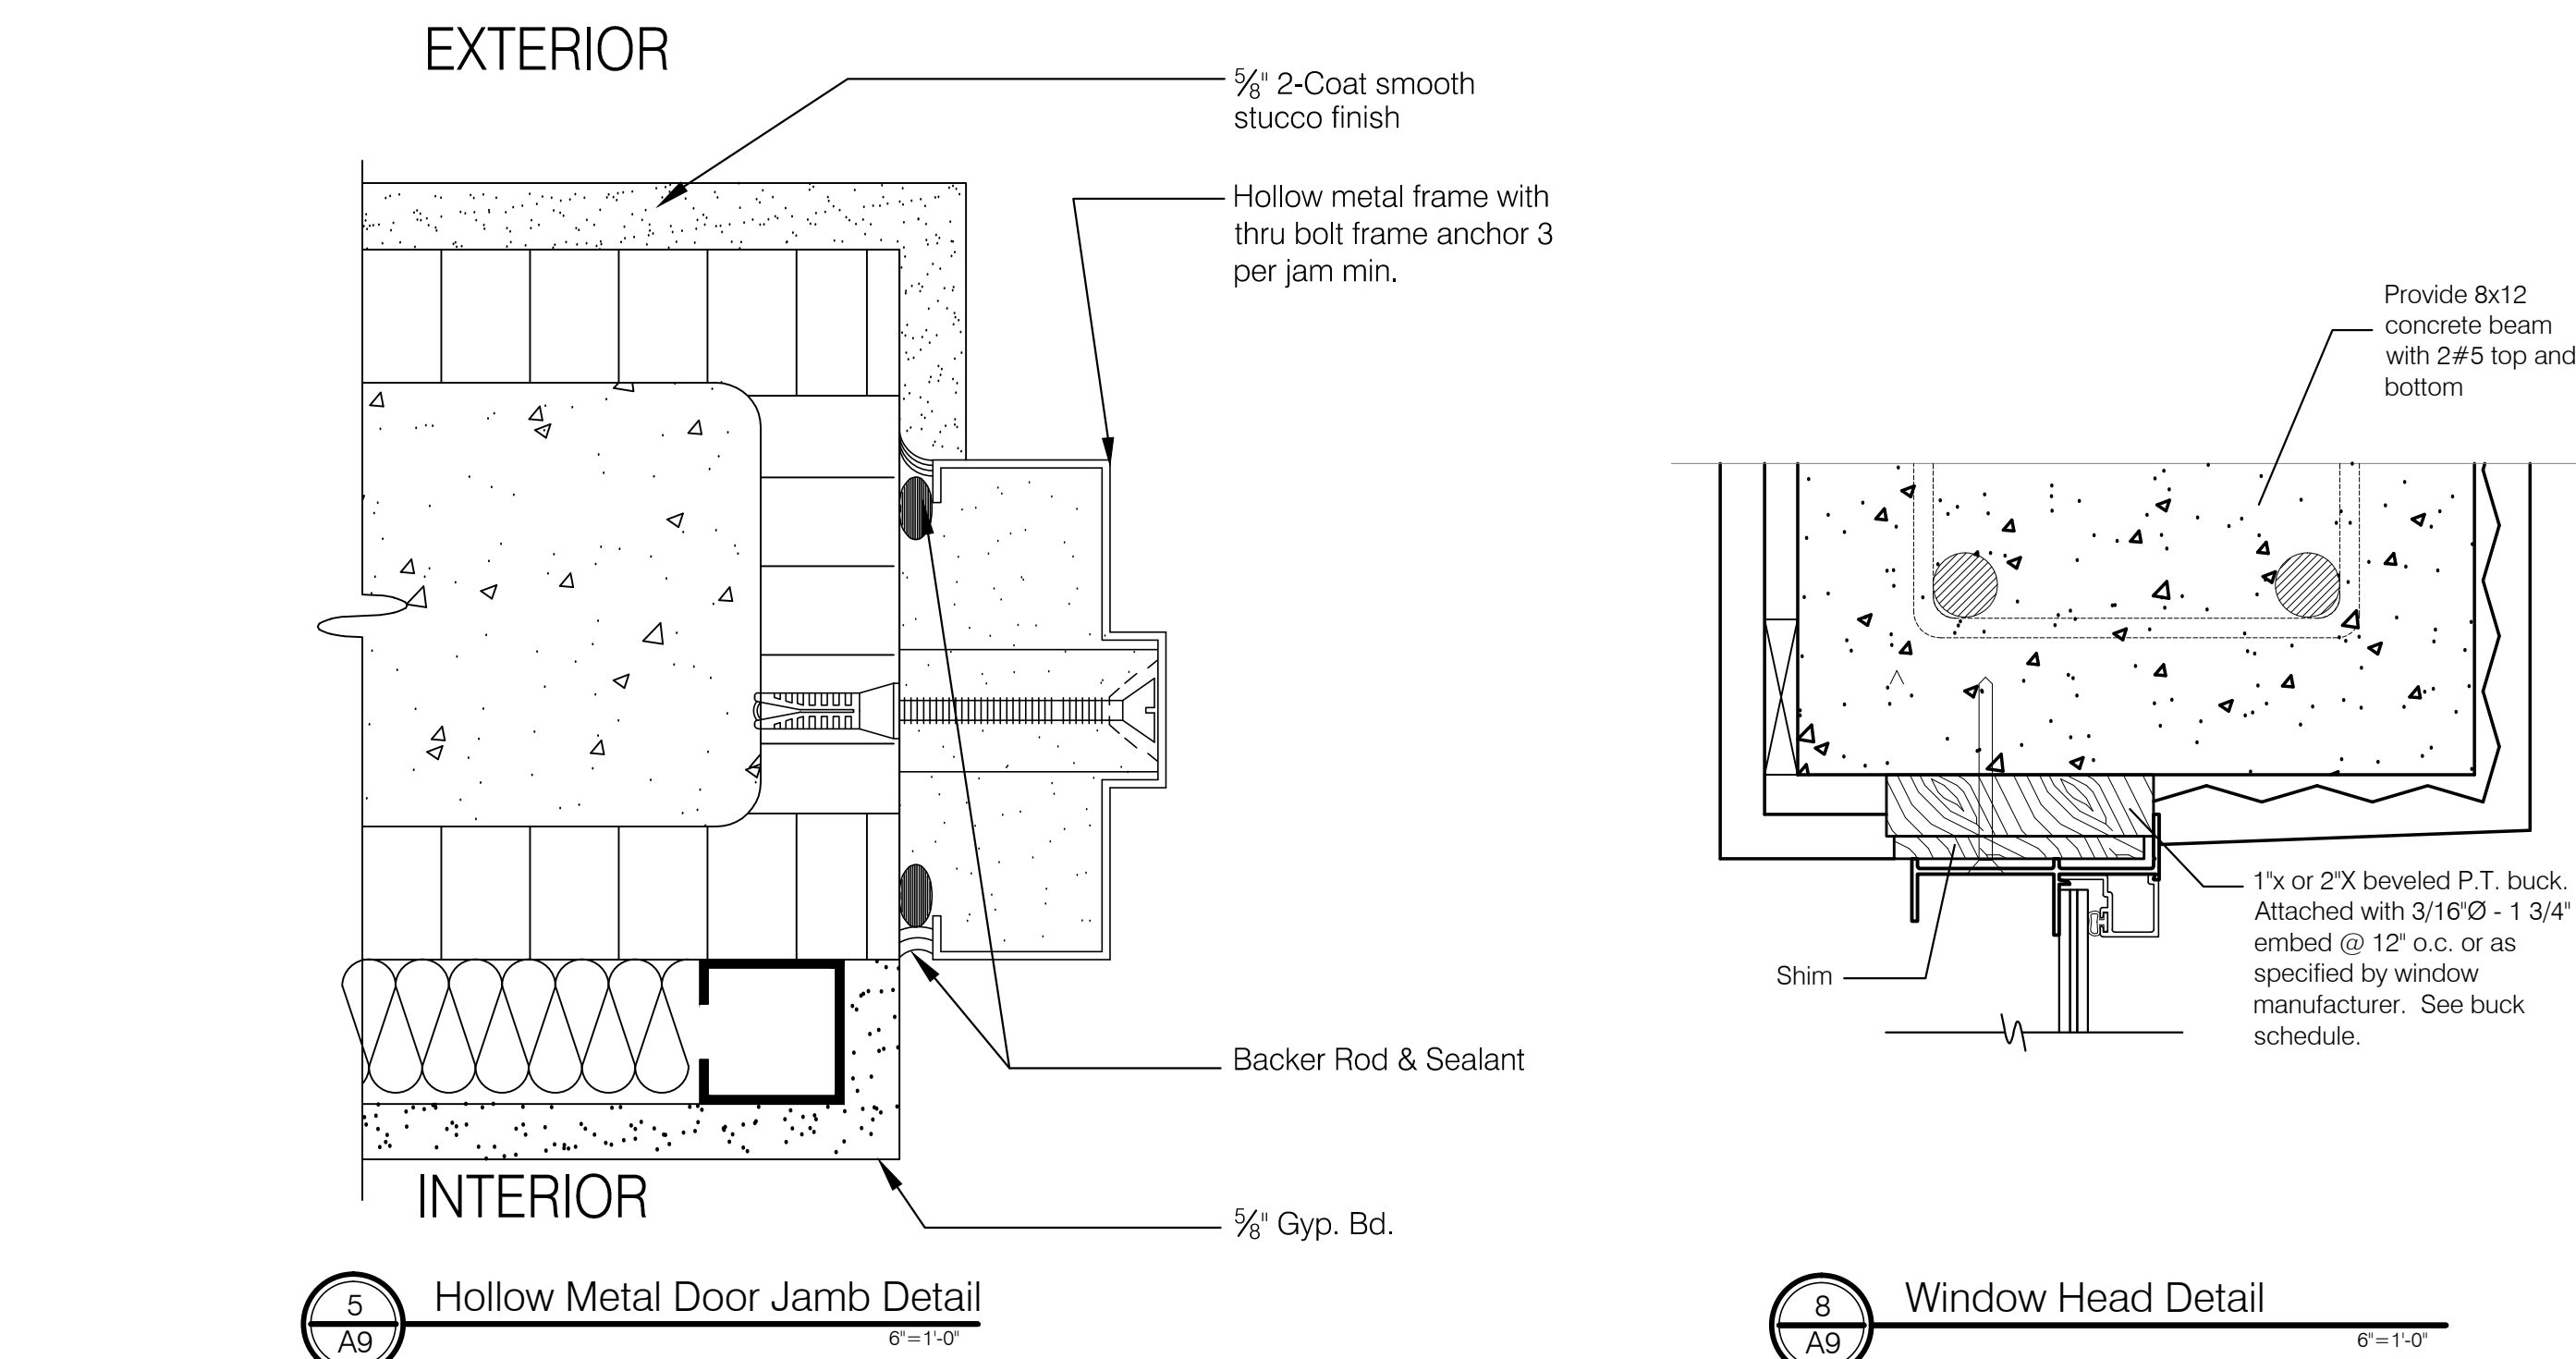 EXTERIOR
⅝" 2-Coat smooth
stucco finish
Hollow metal frame with
thru bolt frame anchor 3
per jam min.
Backer Rod & Sealant
INTERIOR
⅝" Gyp. Bd.
5
A9
Hollow Metal Door Jamb Detail
6"=1'-0"
Provide 8x12
concrete beam
with 2#5 top and
bottom
1"x or 2"X beveled P.T. buck.
Attached with 3/16"Ø - 1 3/4"
embed @ 12" o.c. or as
specified by window
manufacturer. See buck
schedule.
Shim
8
A9
Window Head Detail
6"=1'-0"